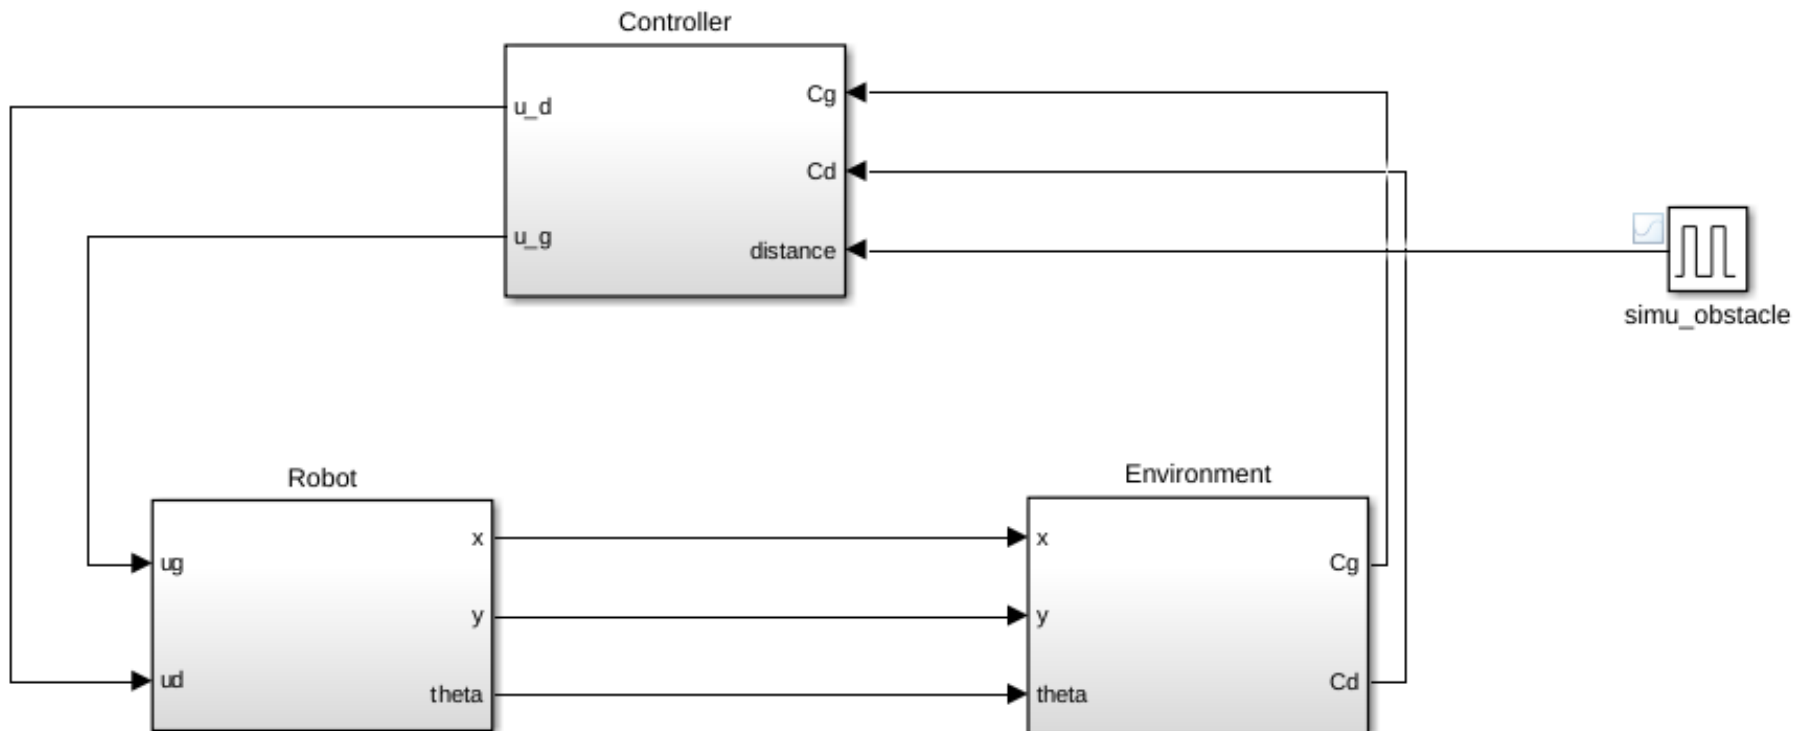 Controller
u_d
Cg
Cd
u_g
distance
simu_obstacle
Robot
Environment
x
x
ug
Cg
y
y
ud
Cd
theta
theta